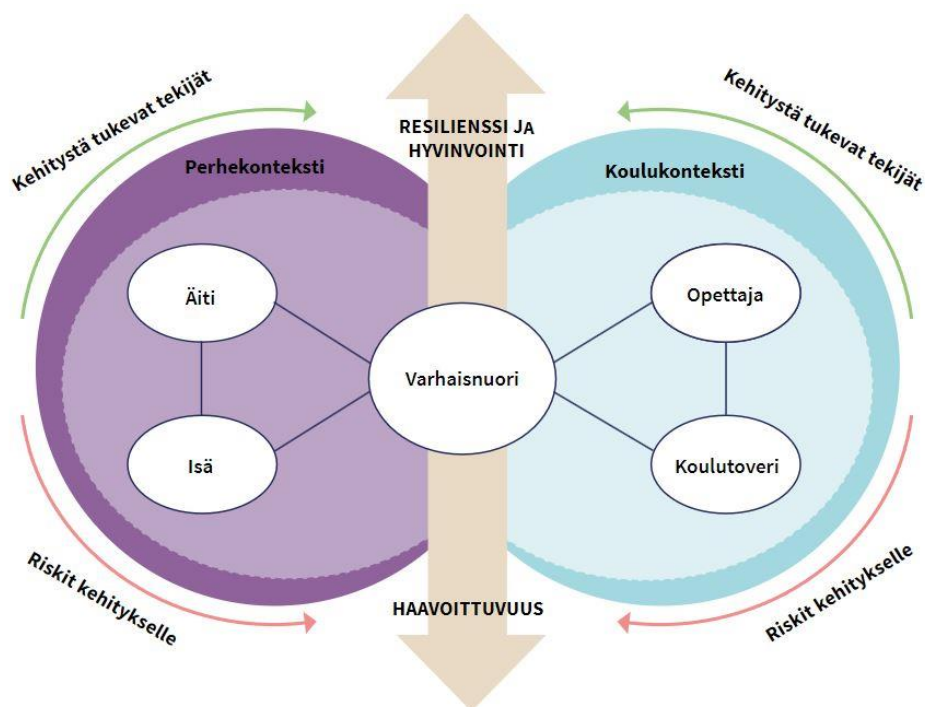 Kehitystä tukevat tekijät
Kehitystä tukevat tekijät
RESILIENSSI JA
HYVINVOINTI
Perhekonteksti
Koulukonteksti
Äiti
Opettaja
Varhaisnuori
Isä
Koulutoveri
Riskit kehitykselle
HAAVOITTUVUUS
Riskit kehitykselle